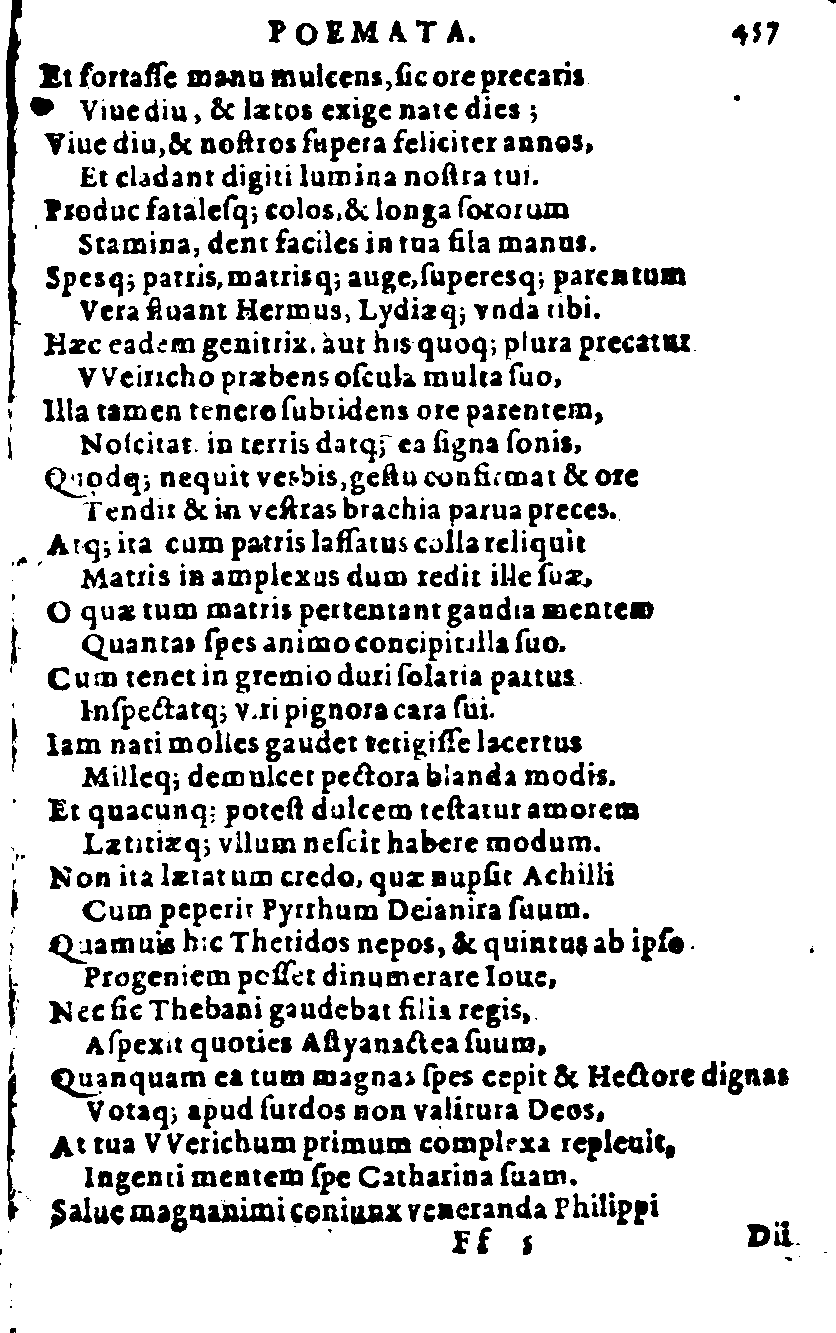 POEMATA. 457
Et fortaſſe manu mulcens, ſic ore precaris
Viue diu, & lætos exige nate dies ;
Viue diu, & noſtros ſupera feliciter annos,
Et cladant digiti lumina noſtra tui.
Produc fataleſq; colos, & longa ſororum
Stamina, dent faciles in tua fila manus.
Spesq; patris, matrisq; auge, ſuperesq; parentum
Vera fluant Hermus, Lydiæq; vnda tibi.
Hæc eadem genitrix, aut his quoq; plura precatur
VVeiricho præbens oſcula multa ſuo,
Illa tamen tenero ſubridens ore parentem,
Noſcitat in terris datq; ea ſigna ſonis,
Quodq; nequit verbis, geſtu confirmat & ore
Tendit & in veſtras brachia parua preces.
Atq; ita cum patris laſſatus colla reliquit
Matris in amplexus dum redit ille ſuæ,
O quæ tum matris pertentant gaudia mentem
Quantas ſpes animo concipit illa ſuo.
Cum tenet in gremio duri ſolatia partus
Inſpectatq; viri pignora cara ſui.
Iam nati molles gaudet tetigiſſe lacertus
Milleq; demulcet pectora blanda modis.
Et quacunq; poteſt dulcem teſtatur amorem
Lætitiæq; vllum neſcit habere modum.
Non ita lætatum credo, quæ nupſit Achilli
Cum peperit Pyrrhum Deianira ſuum.
Quamuis hic Thetidos nepos, & quintus ab ipſo
Progeniem poſſet dinumerare Ioue,
Nec ſic Thebani gaudebat filia regis,
Aſpexit quoties Aſtyanactea ſuum,
Quanquam ea tum magnas ſpes cepit & Hectore dignas
Votaq; apud ſurdos non valitura Deos,
At tua VVerichum primum complexa repleuit,
Ingenti mentem ſpe Catharina ſuam.
Salue magnanimi coniunx veneranda Philippi
Ff 5 Dii